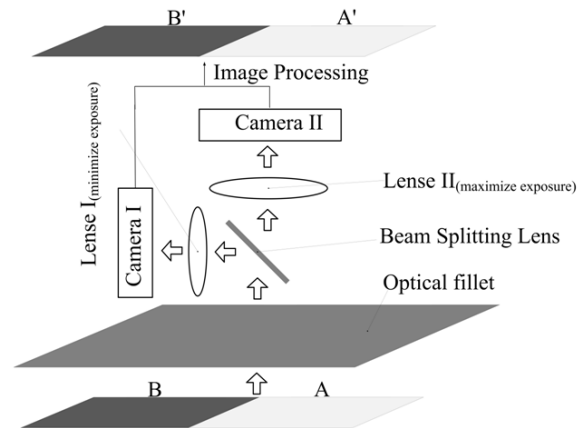 B'
A'
Image Processing
Camera II
Lense I(minimize exposure)
Camera I
Lense II(maximize exposure)
Beam Splitting Lens
Optical fillet
B
A